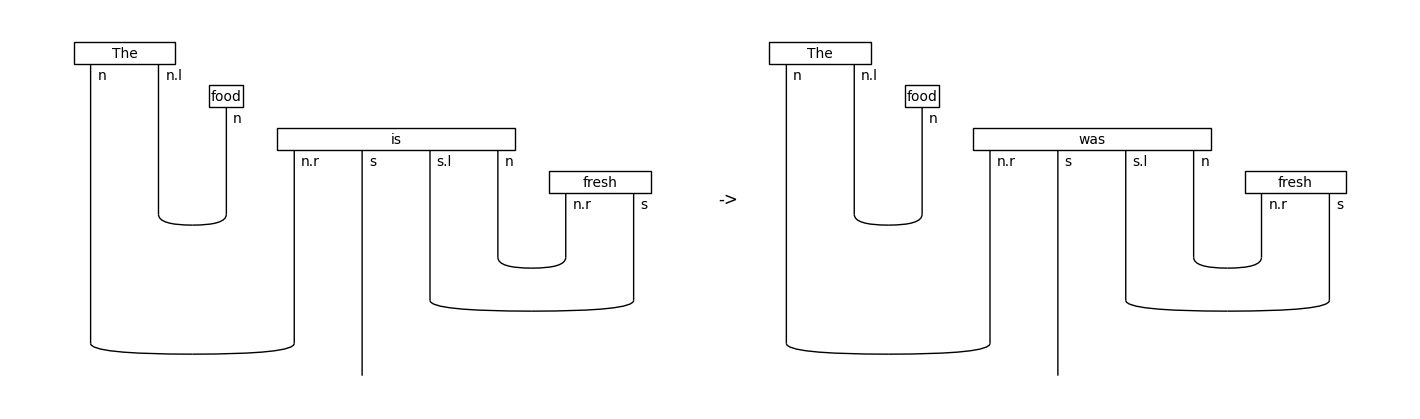 The The
n n.l n n.l
food food
n n
is was
n.r s s.l n n.r s s.l n
fresh fresh
-> 
n.r s n.r s